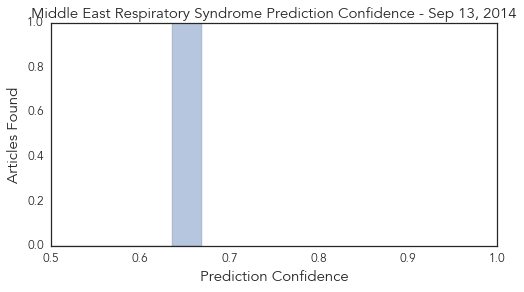 Middle East Respiratory Syndrome Prediction Confidence - Sep 13, 2014
1.0
0.8
0.6
0.4
0.2
0.0
Articles Found
0.5 0.6 0.7 0.8 0.9 1.0
Prediction Confidence